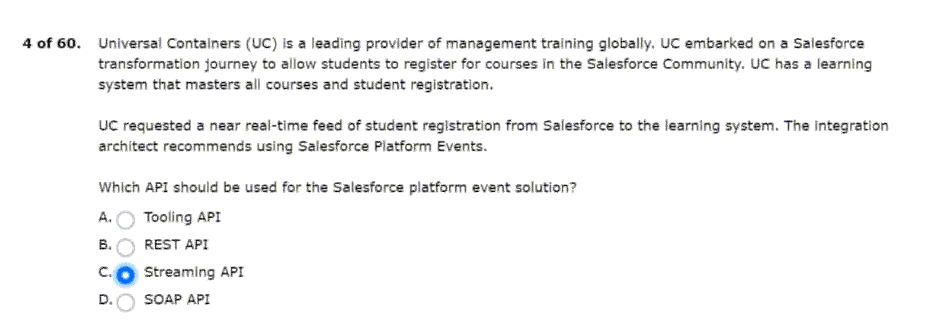 4 of 60. Universal Containers (UC) is a leading provider of management training globally. UC embarked on a Salesforce
transformation journey to allow students to register for courses in the Salesforce Community. UC has a learning
system that masters all courses and student registration.
UC requested a near real-time feed of student registration from Salesforce to the learning system. The integration
architect recommends using Salesforce Platform Events.
Which API should be used for the Salesforce platform event solution?
A. Tooling API
B. REST API
C. Streaming API
D. SOAP API